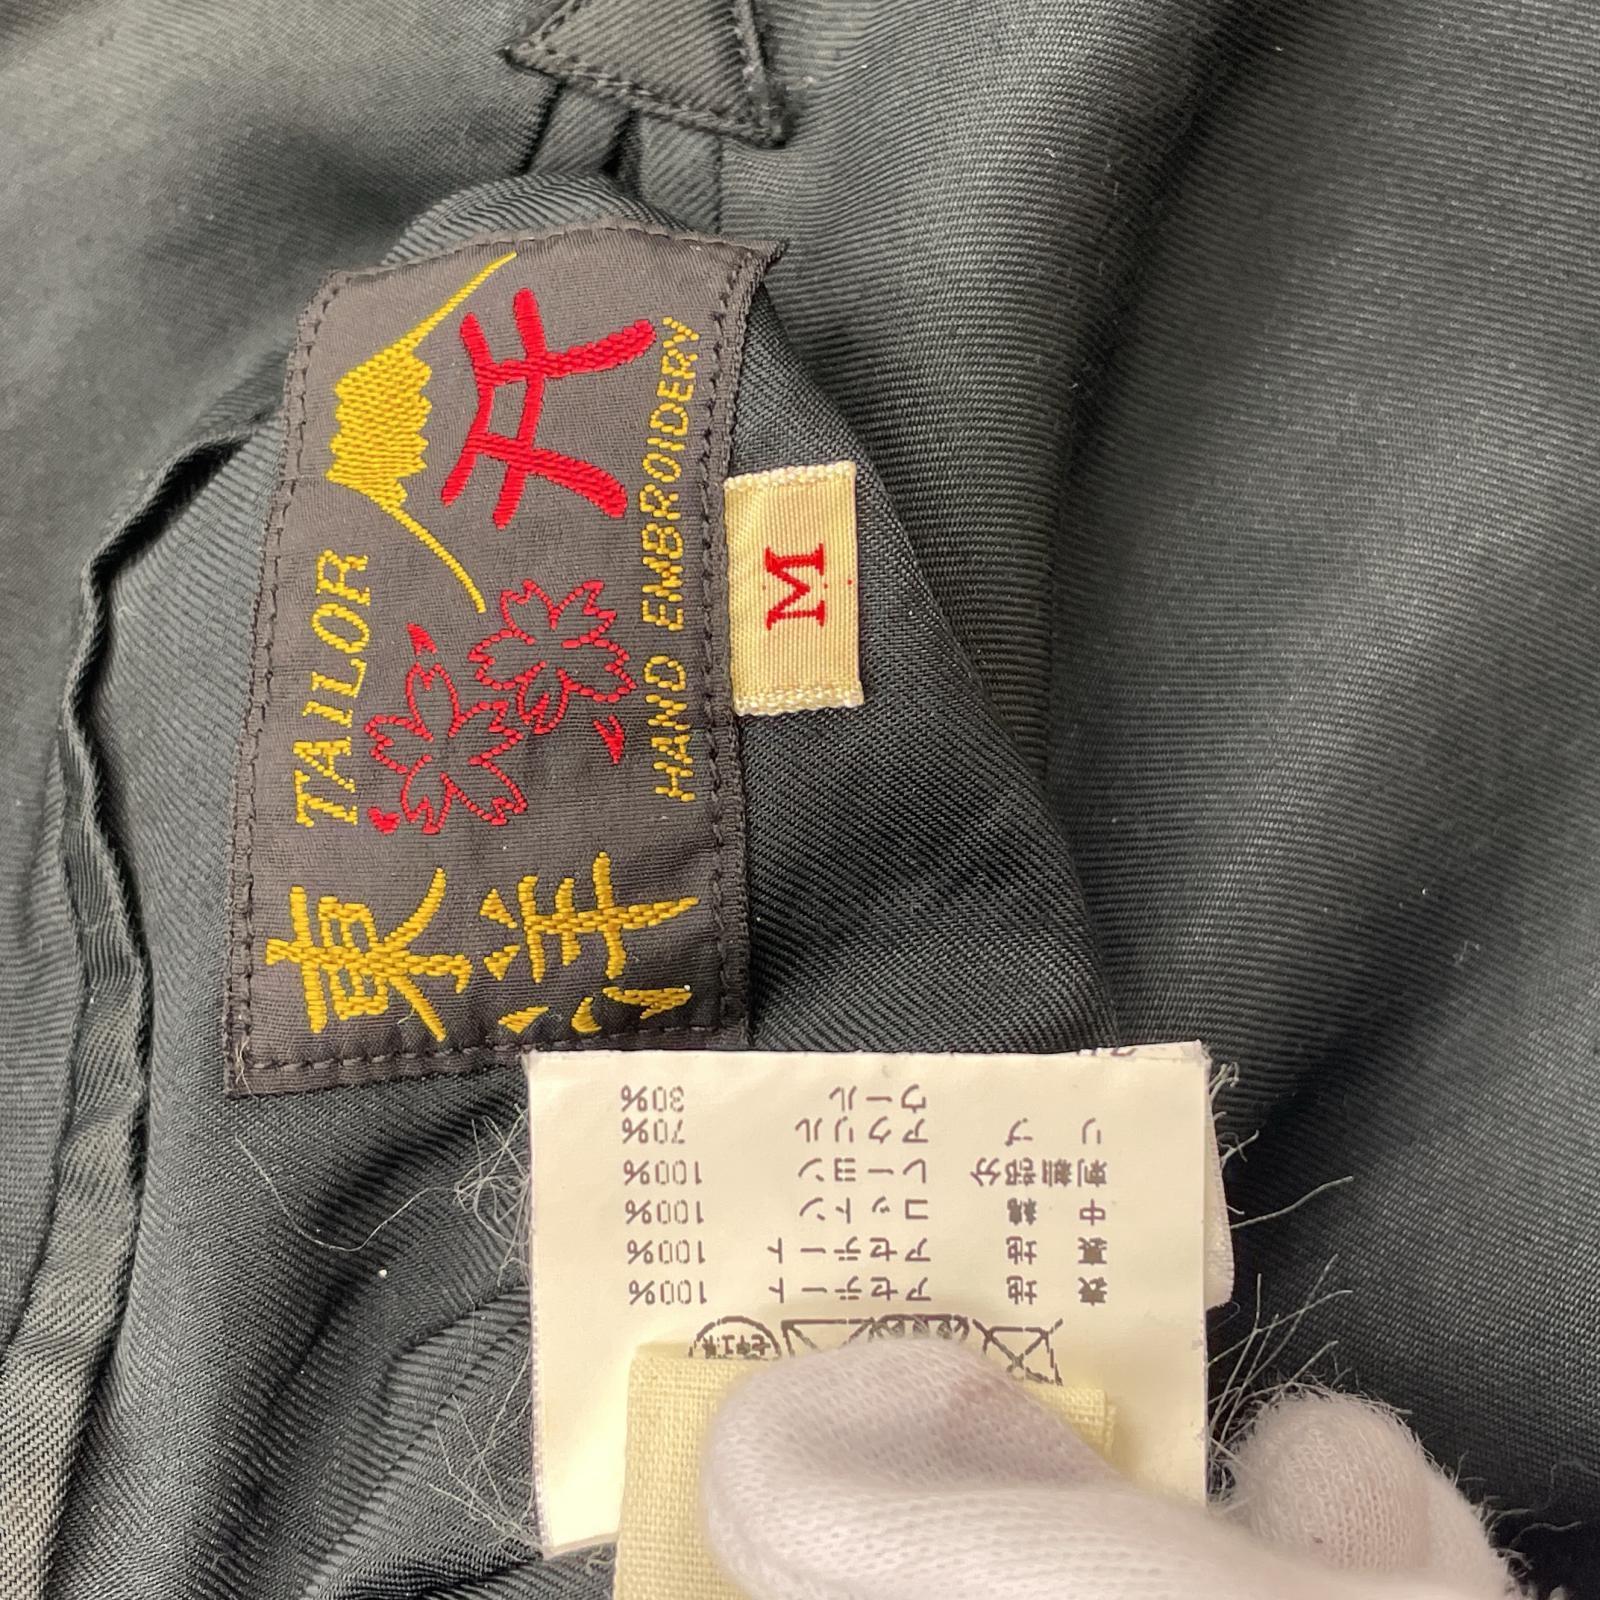 TAILOR
東洋
HAND EMBROIDERY
M
表 地 アセテート 100%
裏 地 アセテート 100%
中 綿 コットン 100%
刺繍部分 レーヨン 100%
リ ブ アクリル 70%
ウール 30%